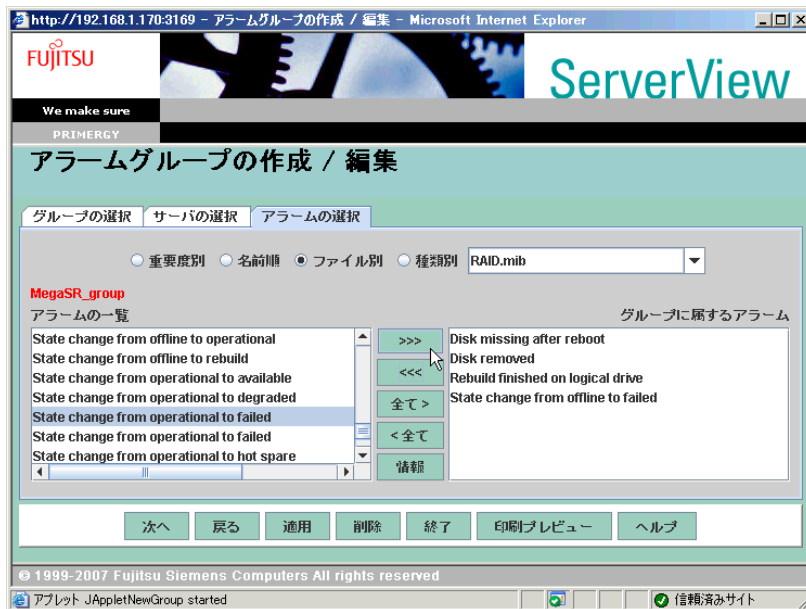 http://192.168.1.170:3169 - アラームグループの作成 / 編集 - Microsoft Internet Explorer
FUJITSU
ServerView
We make sure
PRIMERGY
アラームグループの作成 / 編集
グループの選択 サーバの選択 アラームの選択
重要度別 名前順 ファイル別 種類別 RAID.mib
MegaSR_group
アラームの一覧 グループに属するアラーム
State change from offline to operational
State change from offline to rebuild
State change from operational to available
State change from operational to degraded
State change from operational to failed
State change from operational to failed
State change from operational to hot spare
>>>
<<<
全て >
< 全て
情報
Disk missing after reboot
Disk removed
Rebuild finished on logical drive
State change from offline to failed
次へ 戻る 適用 削除 終了 印刷プレビュー ヘルプ
© 1999-2007 Fujitsu Siemens Computers All rights reserved
アプレット JAppletNewGroup started 信頼済みサイト